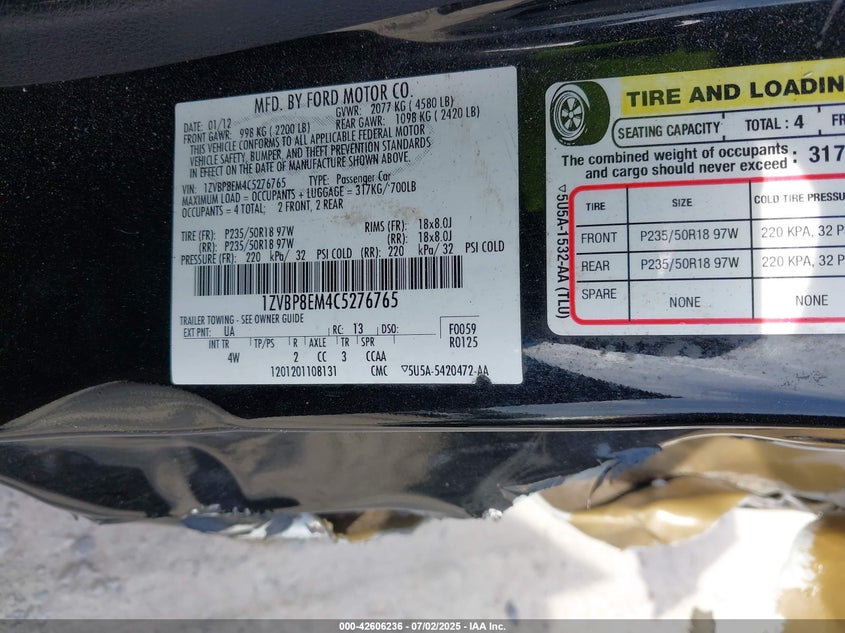 MFD. BY FORD MOTOR CO.
DATE: 01/12 GVWR: 2077 KG ( 4580 LB)
FRONT GAWR: 998 KG ( 2200 LB) REAR GAWR: 1098 KG ( 2420 LB)
THIS VEHICLE CONFORMS TO ALL APPLICABLE FEDERAL MOTOR
VEHICLE SAFETY, BUMPER, AND THEFT PREVENTION STANDARDS
IN EFFECT ON THE DATE OF MANUFACTURE SHOWN ABOVE.
VIN: 1ZVBP8EM4C5276765 TYPE: Passenger Car
MAXIMUM LOAD = OCCUPANTS + LUGGAGE = 317KG/ 700LB
OCCUPANTS = 4 TOTAL: 2 FRONT, 2 REAR
TIRE (FR): P235/50R18 97W RIMS (FR): 18x8.0J
(RR): P235/50R18 97W (RR): 18x8.0J
PRESSURE (FR): 220 kPa/ 32 PSI COLD (RR): 220 kPa/ 32 PSI COLD
1ZVBP8EM4C5276765
TRAILER TOWING - SEE OWNER GUIDE
EXT PNT: UA RC: 13 DSO: F0059
INT TR TP/PS R AXLE TR SPR R0125
4W 2 CC 3 CCAA
1201201108131 CMC ▽5U5A-5420472-AA
TIRE AND LOADIN
SEATING CAPACITY TOTAL : 4 FR
The combined weight of occupants
and cargo should never exceed : 317
TIRE SIZE COLD TIRE PRESSU
FRONT P235/50R18 97W 220 KPA, 32 P
REAR P235/50R18 97W 220 KPA, 32 P
SPARE NONE NONE
▽5U5A-1532-AA (TLU)
000-42606236 - 07/02/2025 - IAA Inc.